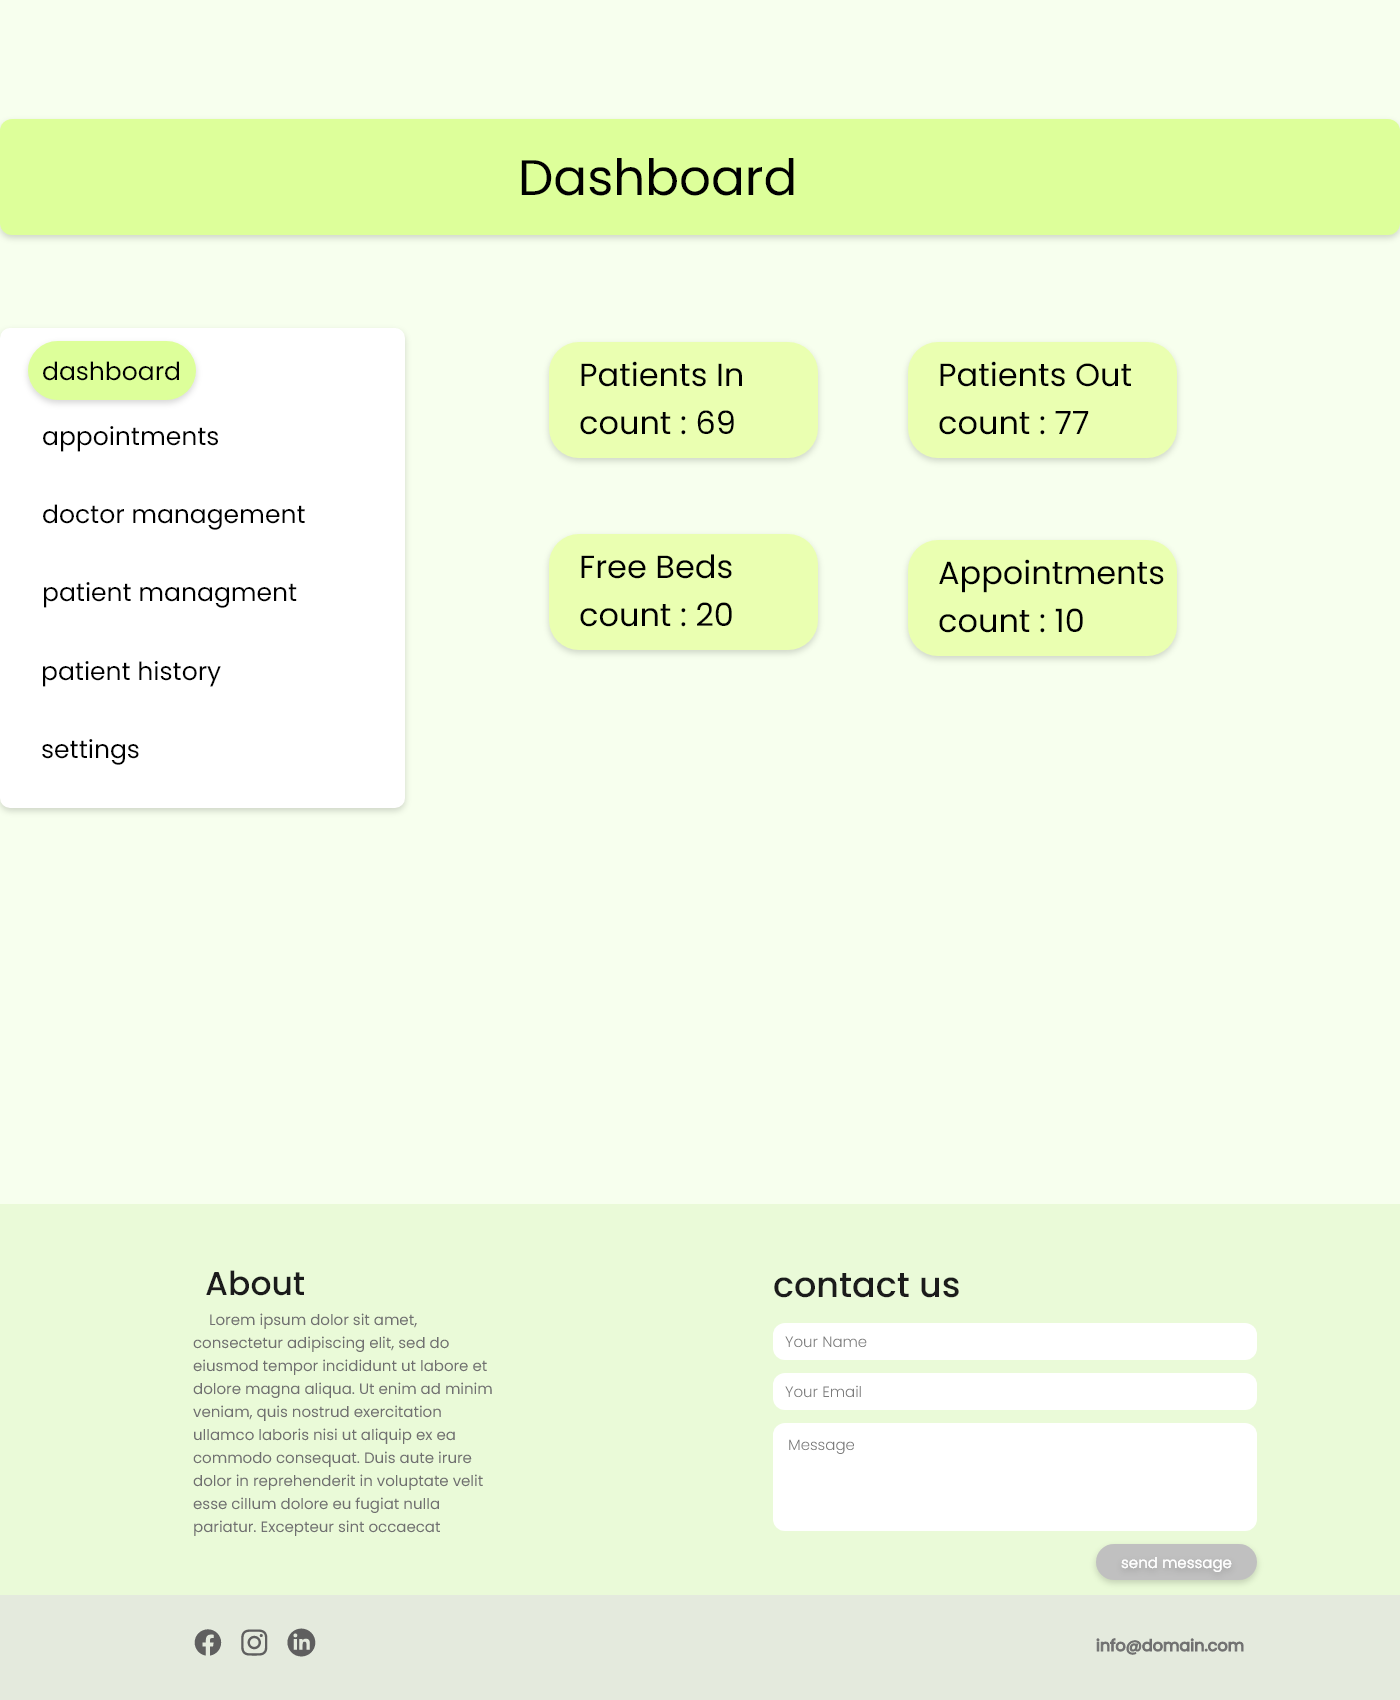 Dashboard
dashboard
appointments
doctor management
patient managment
patient history
settings
Patients In
count : 69
Patients Out
count : 77
Free Beds
count : 20
Appointments
count : 10
About
Lorem ipsum dolor sit amet,
consectetur adipiscing elit, sed do
eiusmod tempor incididunt ut labore et
dolore magna aliqua. Ut enim ad minim
veniam, quis nostrud exercitation
ullamco laboris nisi ut aliquip ex ea
commodo consequat. Duis aute irure
dolor in reprehenderit in voluptate velit
esse cillum dolore eu fugiat nulla
pariatur. Excepteur sint occaecat
contact us
Your Name
Your Email
Message
send message
info@domain.com